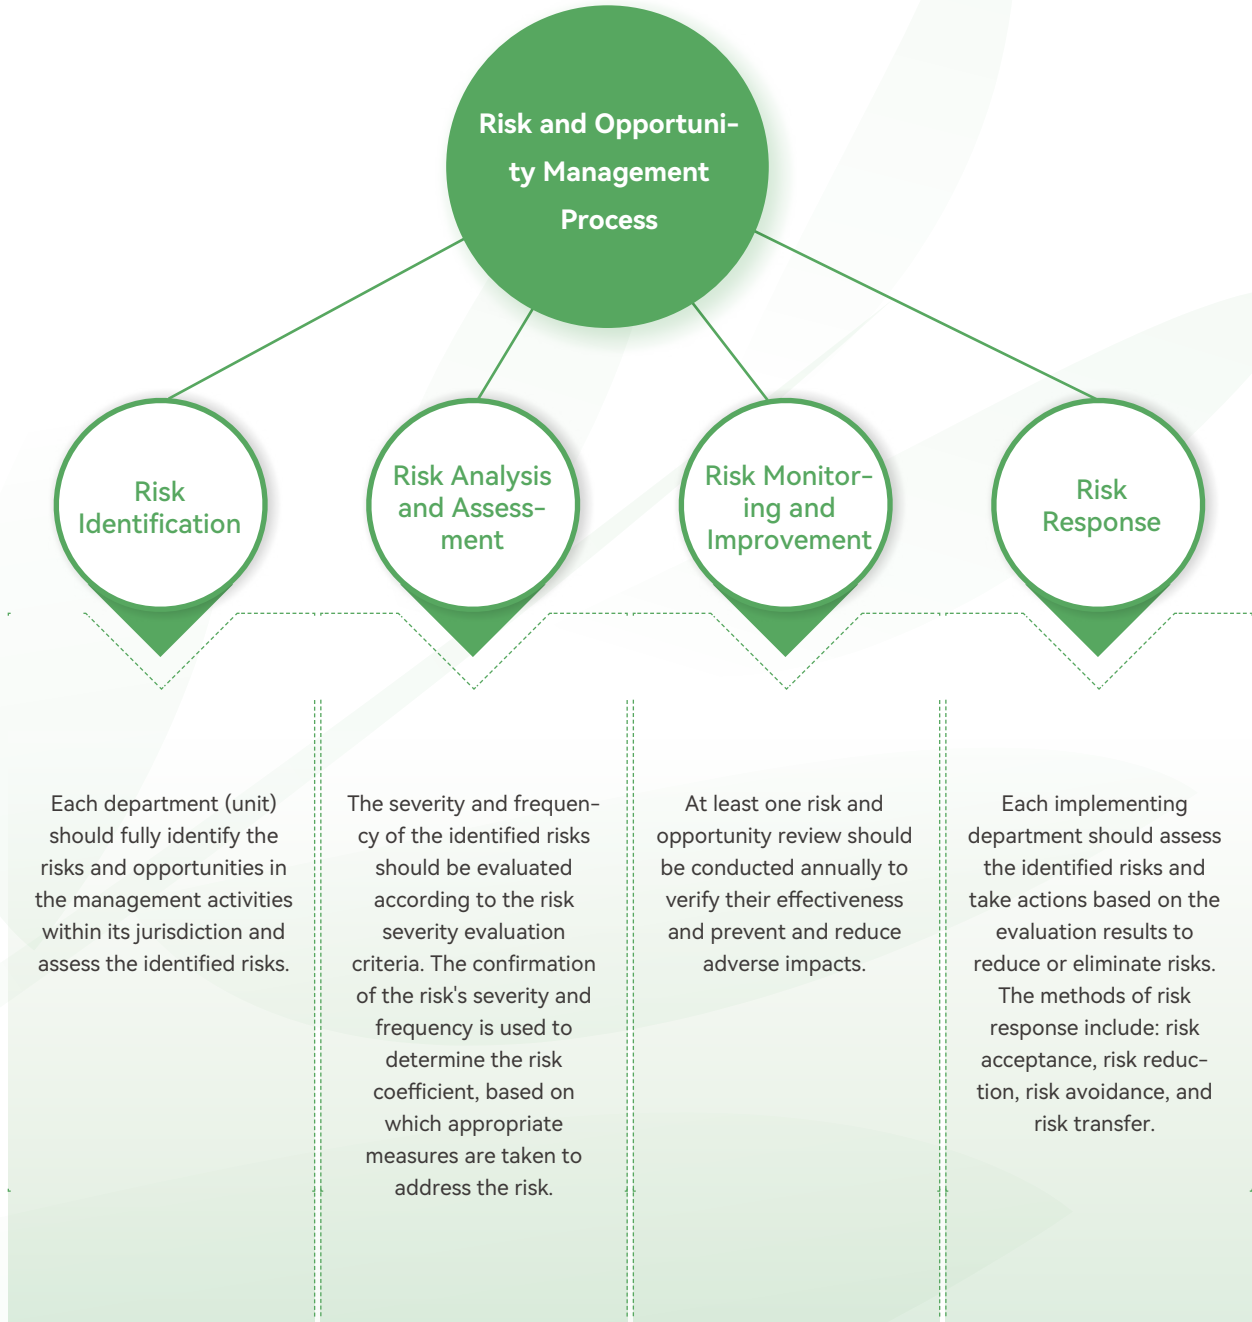 Risk and Opportuni-
ty Management
Process
Risk
Identification
Risk Analysis
and Assess-
ment
Risk Monitor-
ing and
Improvement
Risk
Response
Each department (unit)
should fully identify the
risks and opportunities in
the management activities
within its jurisdiction and
assess the identified risks.
The severity and frequen-
cy of the identified risks
should be evaluated
according to the risk
severity evaluation
criteria. The confirmation
of the risk's severity and
frequency is used to
determine the risk
coefficient, based on
which appropriate
measures are taken to
address the risk.
At least one risk and
opportunity review should
be conducted annually to
verify their effectiveness
and prevent and reduce
adverse impacts.
Each implementing
department should assess
the identified risks and
take actions based on the
evaluation results to
reduce or eliminate risks.
The methods of risk
response include: risk
acceptance, risk reduc-
tion, risk avoidance, and
risk transfer.